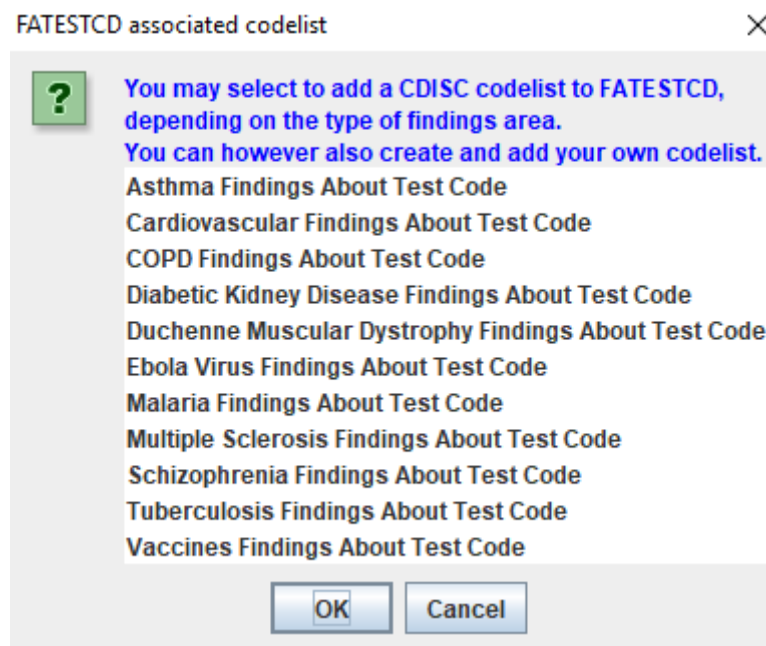 FATESTCD associated codelist
?
You may select to add a CDISC codelist to FATESTCD,
depending on the type of findings area.
You can however also create and add your own codelist.
Asthma Findings About Test Code
Cardiovascular Findings About Test Code
COPD Findings About Test Code
Diabetic Kidney Disease Findings About Test Code
Duchenne Muscular Dystrophy Findings About Test Code
Ebola Virus Findings About Test Code
Malaria Findings About Test Code
Multiple Sclerosis Findings About Test Code
Schizophrenia Findings About Test Code
Tuberculosis Findings About Test Code
Vaccines Findings About Test Code
OK Cancel